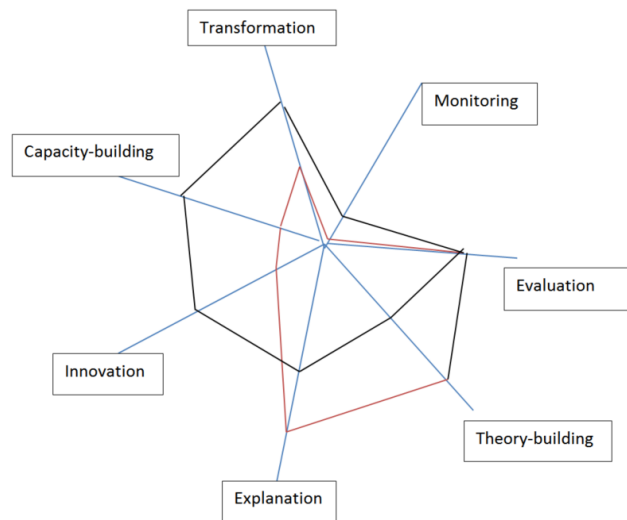 Transformation
Monitoring
Capacity-building
Evaluation
Innovation
Theory-building
Explanation